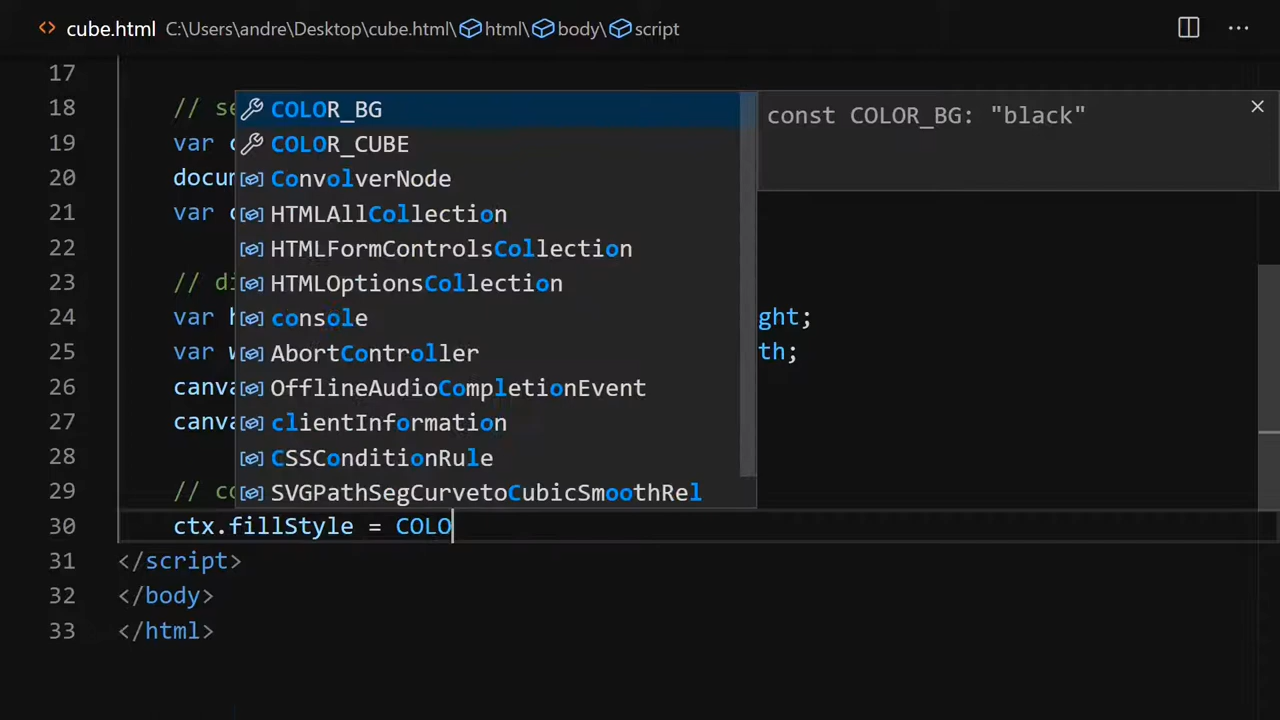 cube.html C:\Users\andre\Desktop\cube.html\html\body\script
17
18 // se
19 var c
20 docum
21 var c
22
23 // di
24 var h ght;
25 var w th;
26 canva
27 canva
28
29 // co
30 ctx.fillStyle = COLO
31 </script>
32 </body>
33 </html>
COLOR_BG
COLOR_CUBE
ConvolverNode
HTMLAllCollection
HTMLFormControlsCollection
HTMLOptionsCollection
console
AbortController
OfflineAudioCompletionEvent
clientInformation
CSSConditionRule
SVGPathSegCurvetoCubicSmoothRel
const COLOR_BG: "black"